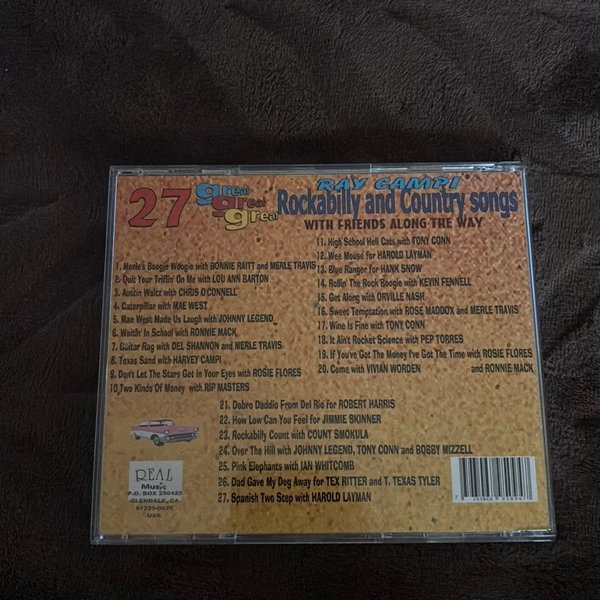 27 great great great
RAY CAMPI
Rockabilly and Country songs
WITH FRIENDS ALONG THE WAY
1. Merle's Boogie Woogie with BONNIE RAITT and MERLE TRAVIS
2. Quit Your Triflin' On Me with LOU ANN BARTON
3. Austin Waltz with CHRIS O'CONNELL
4. Caterpillar with MAE WEST
5. Mae West Made Us Laugh with JOHNNY LEGEND
6. Waitin' in School with RONNIE MACK
7. Guitar Rag with DEL SHANNON and MERLE TRAVIS
8. Texas Sand with HARVEY CAMPI
9. Don't Let The Stars Get In Your Eyes with ROSIE FLORES
10. Two Kinds Of Money with RIP MASTERS
11. High School Hell Cats with TONY CONN
12. Wee Mouse for HAROLD LAYMAN
13. Blue Ranger for HANK SNOW
14. Rollin' The Rock Boogie with KEVIN FENNELL
15. Get Along with ORVILLE NASH
16. Sweet Temptation with ROSE MADDOX and MERLE TRAVIS
17. Wine Is Fine with TONY CONN
18. It Ain't Rocket Science with PEP TORRES
19. If You've Got The Money I've Got The Time with ROSIE FLORES
and RONNIE MACK
20. Come with VIVIAN WORDEN
21. Debro Daddio From Del Rio for ROBERT HARRIS
22. How Low Can You Feel for JIMMIE SKINNER
23. Rockabilly Count with COUNT SMOKULA
24. Over The Hill with JOHNNY LEGEND, TONY CONN and BOBBY MIZZELL
25. Pink Elephants with IAN WHITCOMB
26. Dad Gave My Dog Away for TEX RITTER and T. TEXAS TYLER
27. Spanish Two Step with HAROLD LAYMAN
REAL
Music
P.O. BOX 250425
GLENDALE, CA
USA